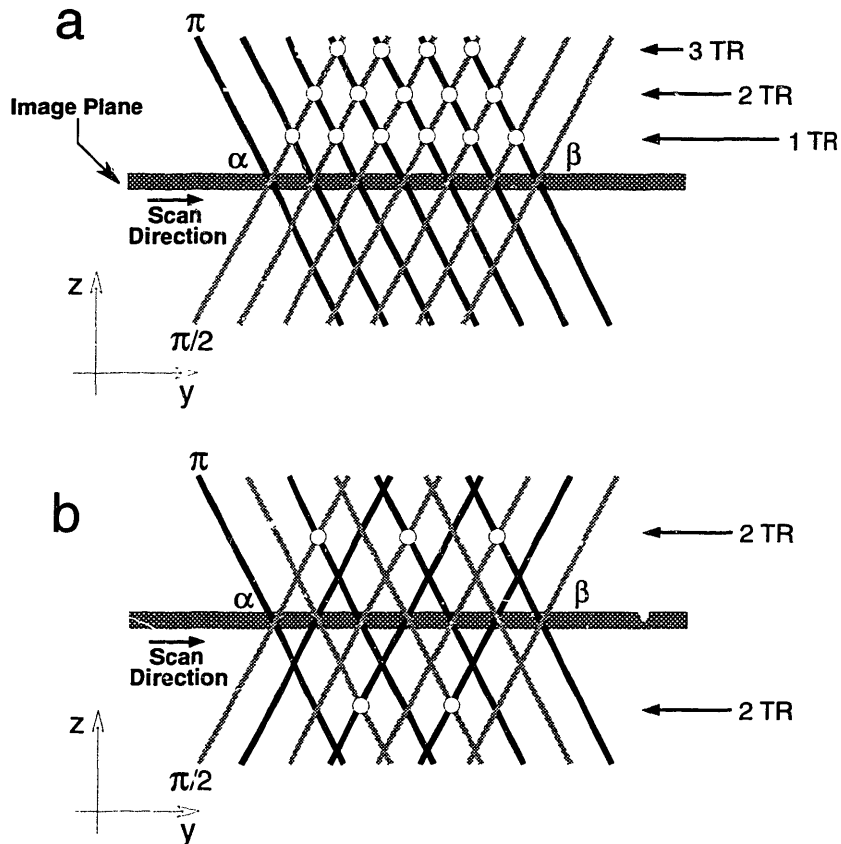 a
π
3 TR
Image Plane
2 TR
1 TR
α
β
Scan
Direction
z
π/2
y
π
b
2 TR
α
β
Scan
Direction
2 TR
z
π/2
y